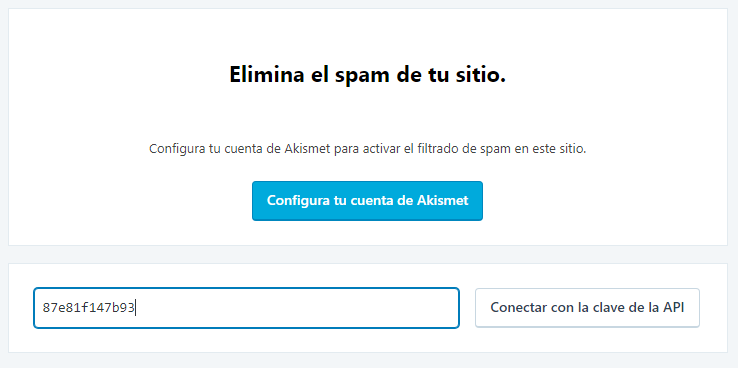 Elimina el spam de tu sitio.
Configura tu cuenta de Akismet para activar el filtrado de spam en este sitio.
Configura tu cuenta de Akismet
87e81f147b93
Conectar con la clave de la API